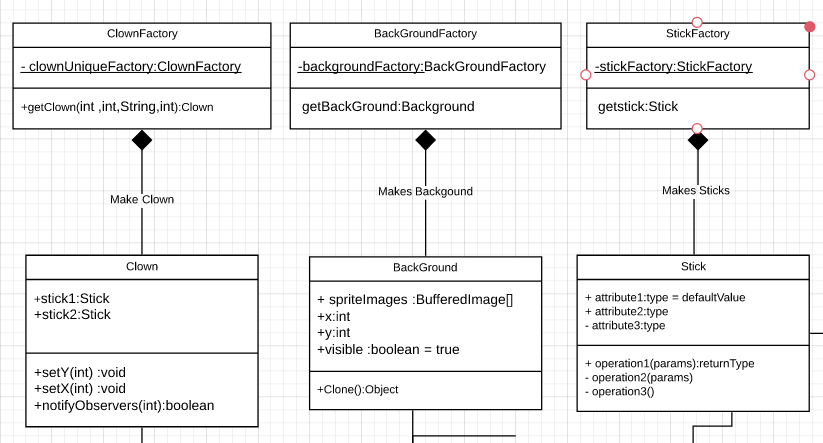 ClownFactory
- clownUniqueFactory:ClownFactory
+getClown(int ,int,String,int):Clown
BackGroundFactory
-backgroundFactory:BackGroundFactory
getBackGround:Background
StickFactory
-stickFactory:StickFactory
getstick:Stick
Make Clown
Makes Backgound
Makes Sticks
Clown
+stick1:Stick
+stick2:Stick
+setY(int) :void
+setX(int) :void
+notifyObservers(int):boolean
BackGround
+ spriteImages :BufferedImage[]
+x:int
+y:int
+visible :boolean = true
+Clone():Object
Stick
+ attribute1:type = defaultValue
+ attribute2:type
- attribute3:type
+ operation1(params):returnType
- operation2(params)
- operation3()